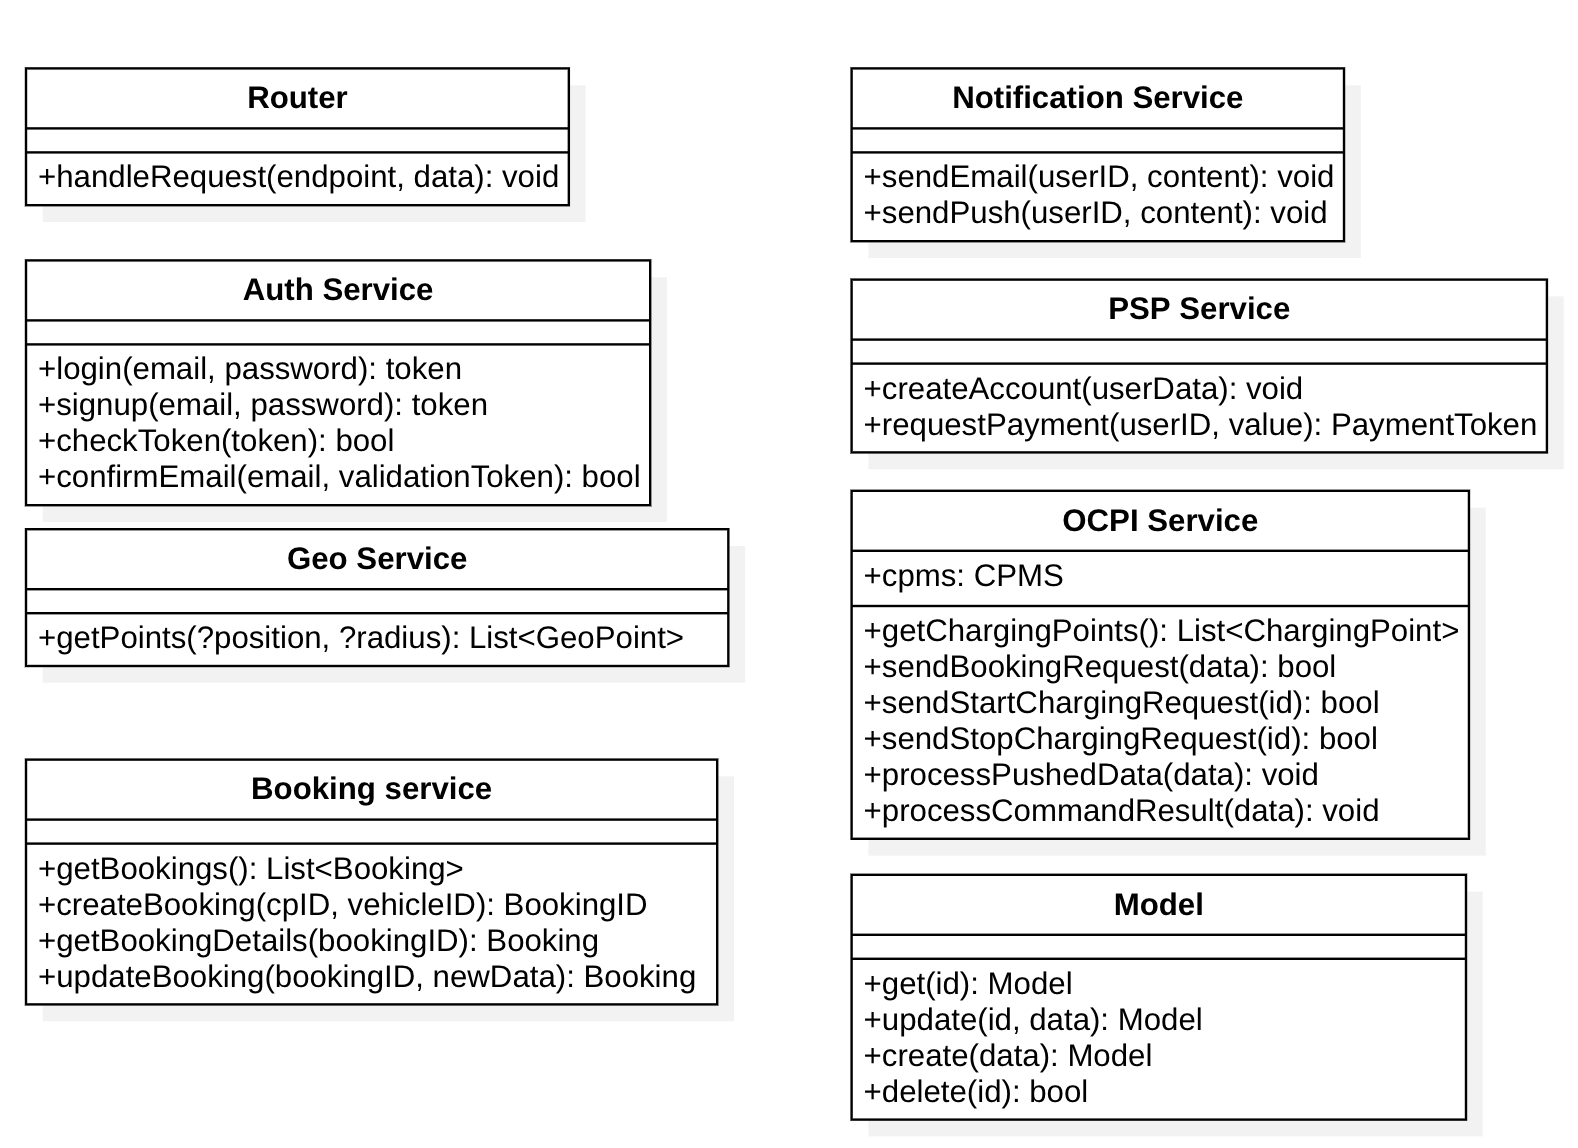 Router
+handleRequest(endpoint, data): void
Auth Service
+login(email, password): token
+signup(email, password): token
+checkToken(token): bool
+confirmEmail(email, validationToken): bool
Geo Service
+getPoints(?position, ?radius): List<GeoPoint>
Booking service
+getBookings(): List<Booking>
+createBooking(cpID, vehicleID): BookingID
+getBookingDetails(bookingID): Booking
+updateBooking(bookingID, newData): Booking
Notification Service
+sendEmail(userID, content): void
+sendPush(userID, content): void
PSP Service
+createAccount(userData): void
+requestPayment(userID, value): PaymentToken
OCPI Service
+cpms: CPMS
+getChargingPoints(): List<ChargingPoint>
+sendBookingRequest(data): bool
+sendStartChargingRequest(id): bool
+sendStopChargingRequest(id): bool
+processPushedData(data): void
+processCommandResult(data): void
Model
+get(id): Model
+update(id, data): Model
+create(data): Model
+delete(id): bool